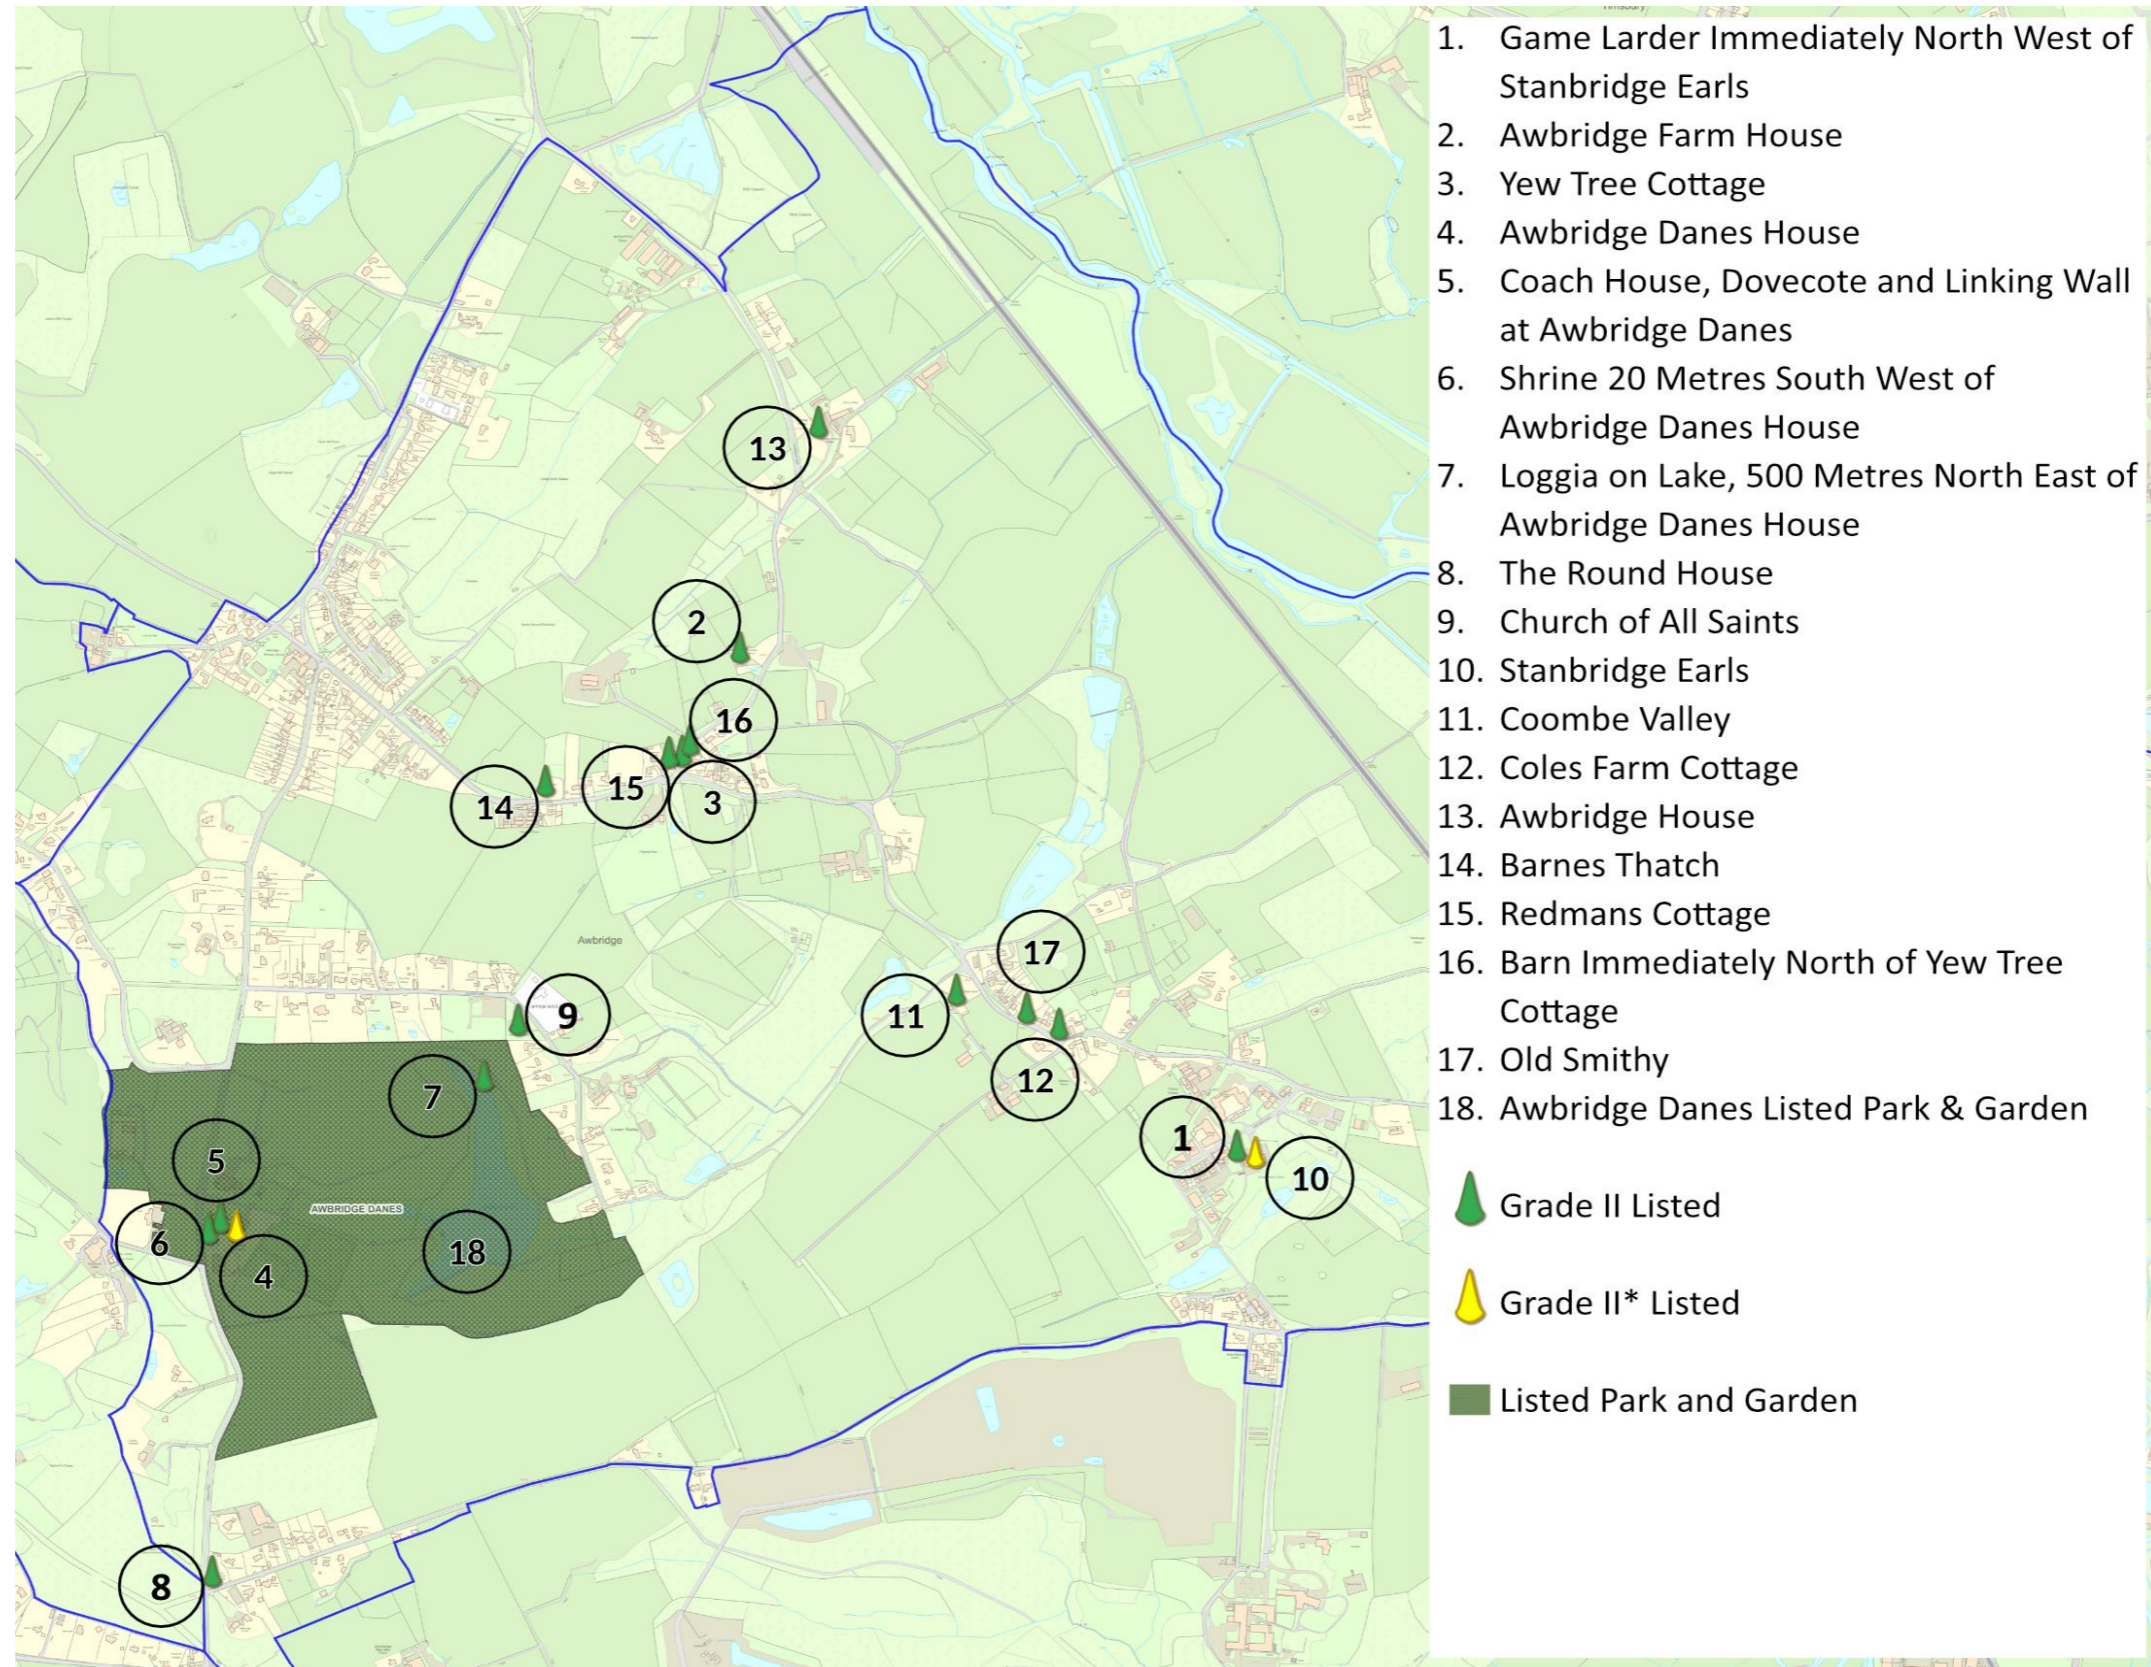 13
2
16
15
14
3
Awbridge
17
9
11
12
7
1
5
10
AWBRIDGE DANES
6
18
4
8
1. Game Larder Immediately North West of
Stanbridge Earls
2. Awbridge Farm House
3. Yew Tree Cottage
4. Awbridge Danes House
5. Coach House, Dovecote and Linking Wall
at Awbridge Danes
6. Shrine 20 Metres South West of
Awbridge Danes House
7. Loggia on Lake, 500 Metres North East of
Awbridge Danes House
8. The Round House
9. Church of All Saints
10. Stanbridge Earls
11. Coombe Valley
12. Coles Farm Cottage
13. Awbridge House
14. Barnes Thatch
15. Redmans Cottage
16. Barn Immediately North of Yew Tree
Cottage
17. Old Smithy
18. Awbridge Danes Listed Park & Garden
Grade II Listed
Grade II* Listed
Listed Park and Garden